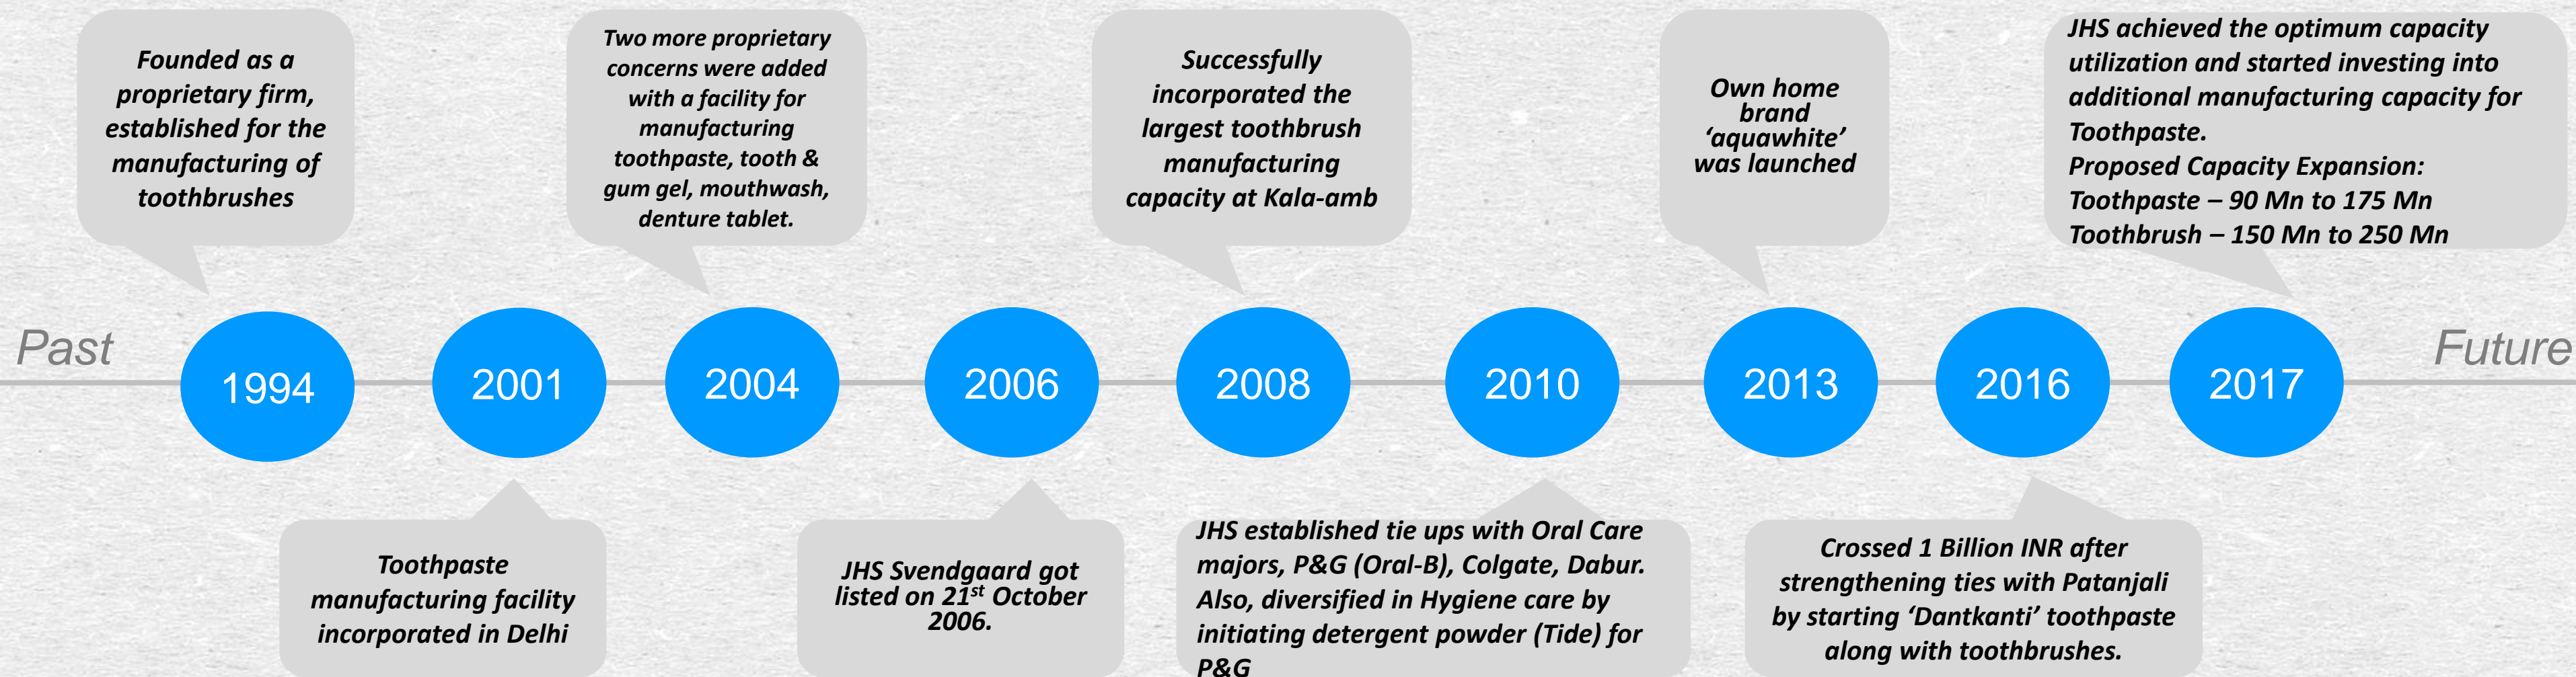 Founded as a
proprietary firm,
established for the
manufacturing of
toothbrushes
Two more proprietary
concerns were added
with a facility for
manufacturing
toothpaste, tooth &
gum gel, mouthwash,
denture tablet.
Successfully
incorporated the
largest toothbrush
manufacturing
capacity at Kala-amb
Own home
brand
‘aquawhite’
was launched
JHS achieved the optimum capacity
utilization and started investing into
additional manufacturing capacity for
Toothpaste.
Proposed Capacity Expansion:
Toothpaste – 90 Mn to 175 Mn
Toothbrush – 150 Mn to 250 Mn
Past
1994
2001
2004
2006
2008
2010
2013
2016
2017
Future
Toothpaste
manufacturing facility
incorporated in Delhi
JHS Svendgaard got
listed on 21st October
2006.
JHS established tie ups with Oral Care
majors, P&G (Oral-B), Colgate, Dabur.
Also, diversified in Hygiene care by
initiating detergent powder (Tide) for
P&G
Crossed 1 Billion INR after
strengthening ties with Patanjali
by starting ‘Dantkanti’ toothpaste
along with toothbrushes.